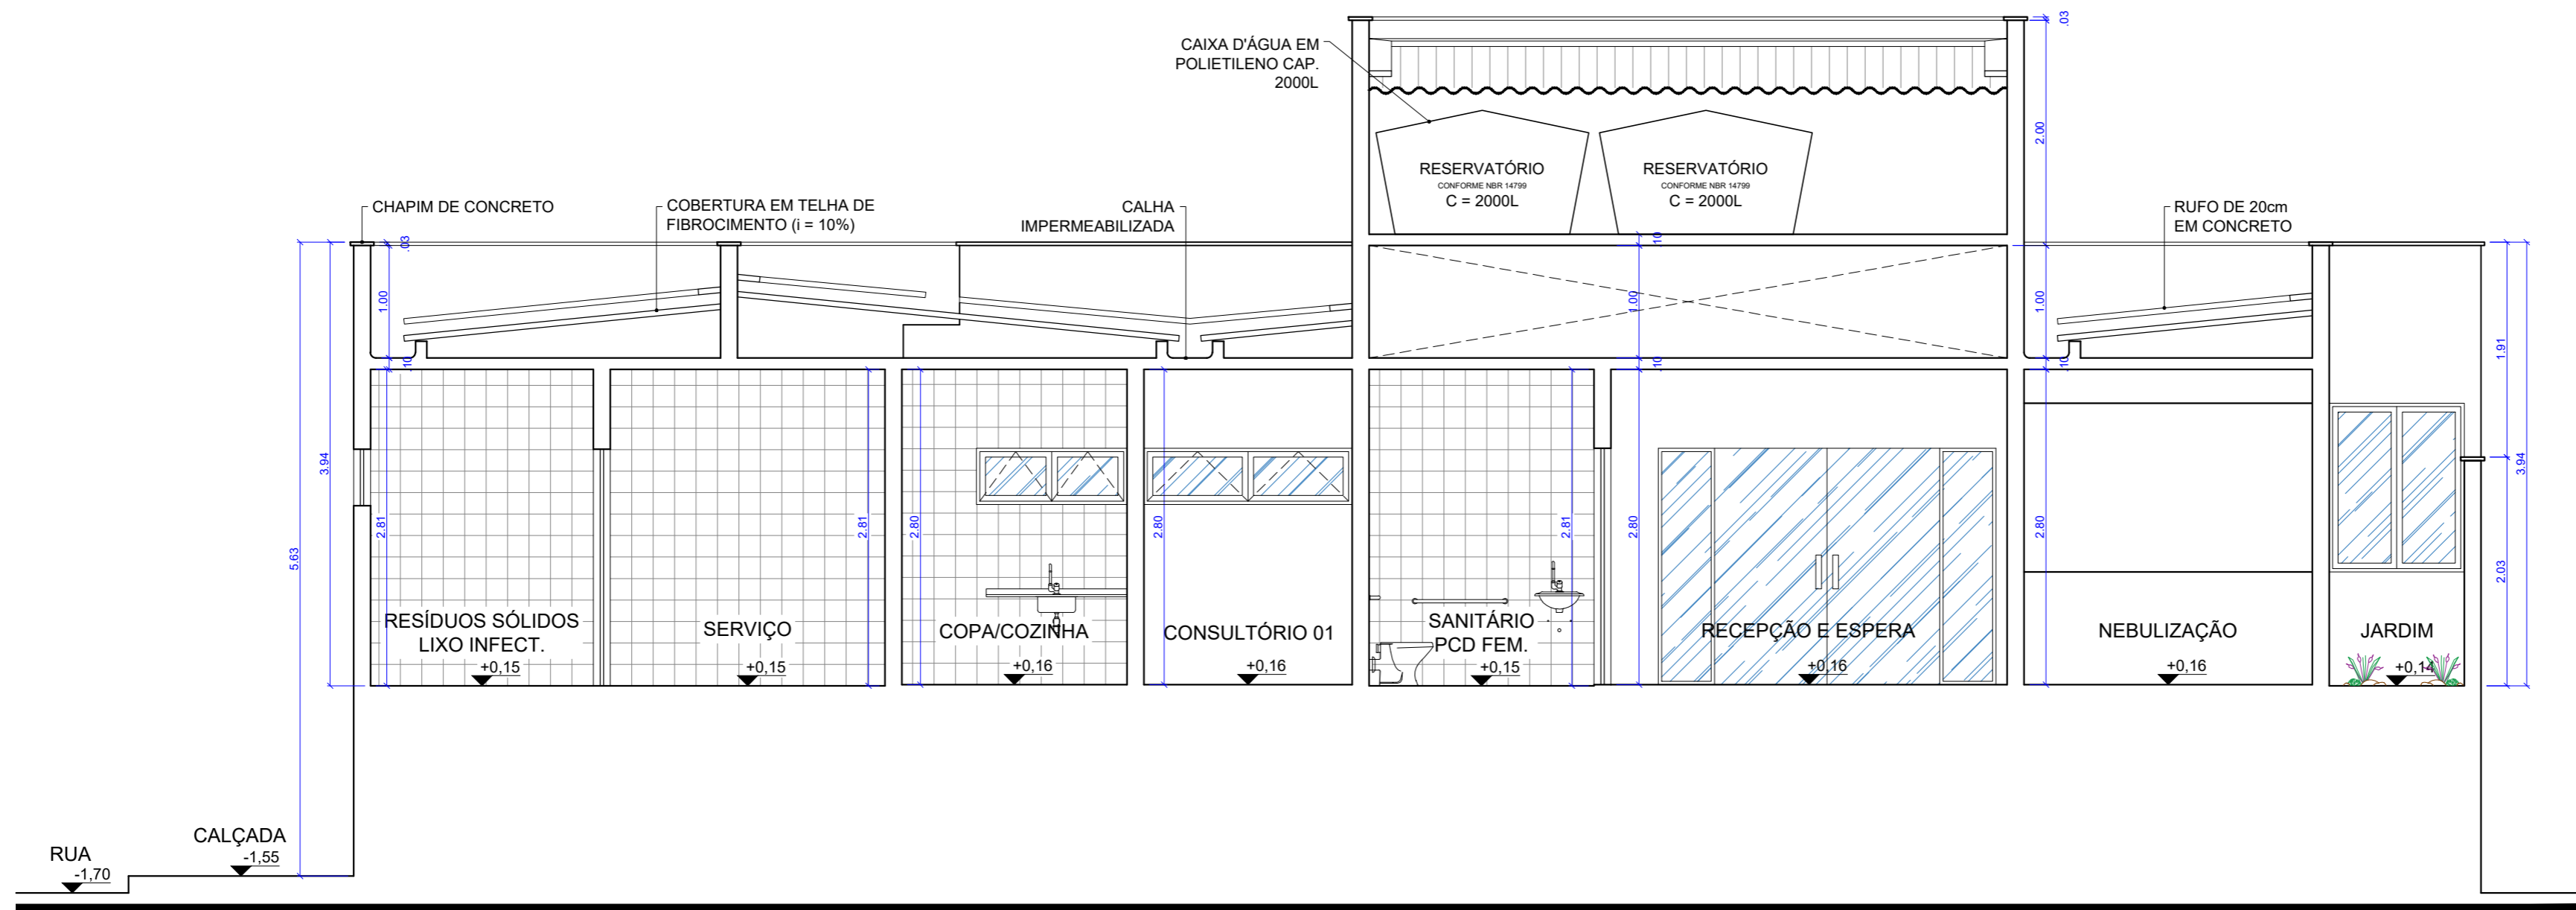 CAIXA D'ÁGUA EM
POLIETILENO CAP.
2000L
.03
2.00
RESERVATÓRIO
CONFORME NBR 14799
C = 2000L
RESERVATÓRIO
CONFORME NBR 14799
C = 2000L
CHAPIM DE CONCRETO
COBERTURA EM TELHA DE
FIBROCIMENTO (i = 10%)
CALHA
IMPERMEABILIZADA
RUFO DE 20cm
EM CONCRETO
.03
.10
1.00
1.00
1.00
1.91
.10
.10
.10
3.94
5.63
2.81
2.81
2.80
2.80
2.81
2.80
2.80
3.94
2.03
RESÍDUOS SÓLIDOS
LIXO INFECT.
+0,15
SERVIÇO
+0,15
COPA/COZINHA
+0,16
CONSULTÓRIO 01
+0,16
SANITÁRIO
PCD FEM.
+0,15
RECEPÇÃO E ESPERA
+0,16
NEBULIZAÇÃO
+0,16
JARDIM
+0,14
CALÇADA
-1,55
RUA
-1,70